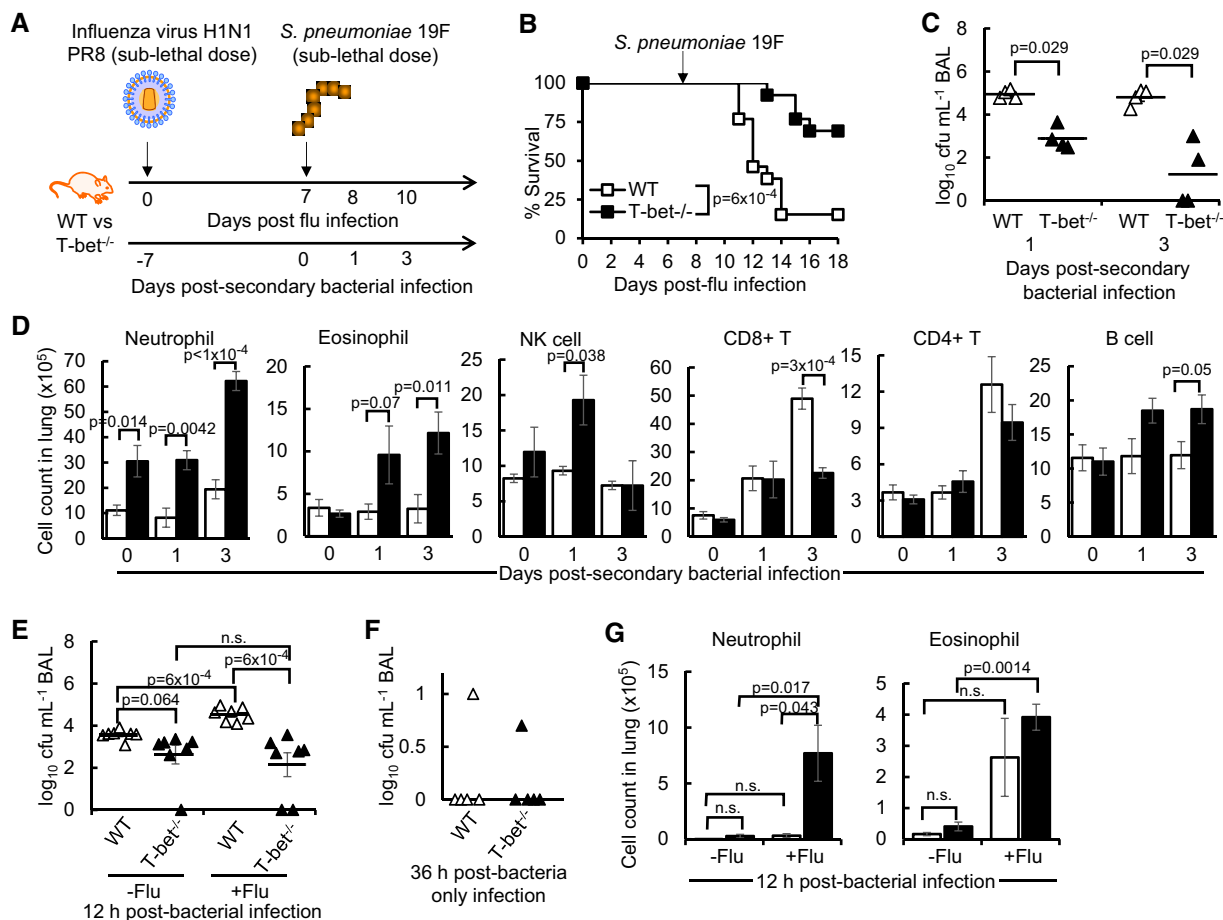 A
Influenza virus H1N1
PR8 (sub-lethal dose)
S. pneumoniae 19F
(sub-lethal dose)
WT vs
T-bet-/-
0 7 8 10
Days post flu infection
-7 0 1 3
Days post-secondary bacterial infection
B
S. pneumoniae 19F
% Survival
100
75
50
25
0
WT
T-bet-/-
p=6x10-4
0 2 4 6 8 10 12 14 16 18
Days post-flu infection
C
p=0.029
p=0.029
log10 cfu mL-1 BAL
8
6
4
2
0
WT T-bet-/- WT T-bet-/-
1 3
Days post-secondary
bacterial infection
D
Cell count in lung (x105)
Neutrophil
p<1x10-4
p=0.014
p=0.0042
70
60
50
40
30
20
10
0
0 1 3
Eosinophil
p=0.011
p=0.07
20
15
10
5
0
0 1 3
NK cell
p=0.038
25
20
15
10
5
0
0 1 3
CD8+ T
p=3x10-4
60
50
40
30
20
10
0
0 1 3
CD4+ T
15
12
9
6
3
0
0 1 3
B cell
p=0.05
25
20
15
10
5
0
0 1 3
Days post-secondary bacterial infection
E
n.s.
p=6x10-4
p=6x10-4
p=0.064
log10 cfu mL-1 BAL
8
6
4
2
0
WT T-bet-/- WT T-bet-/-
-Flu +Flu
12 h post-bacterial infection
F
log10 cfu mL-1 BAL
1
0.5
0
WT T-bet-/-
36 h post-bacteria
only infection
G
Cell count in lung (x105)
Neutrophil
p=0.017
p=0.043
n.s.
n.s.
15
10
5
0
-Flu +Flu
Eosinophil
p=0.0014
n.s.
n.s.
5
4
3
2
1
0
-Flu +Flu
12 h post-bacterial infection